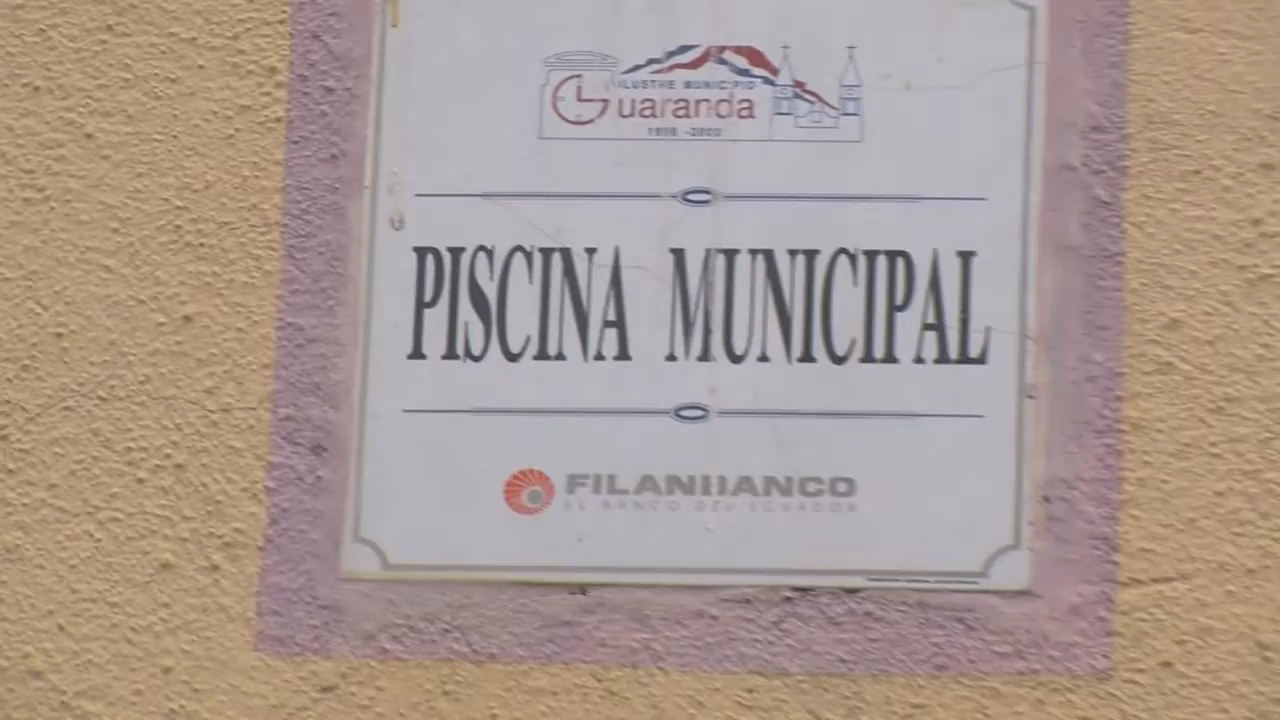 ILUSTRE MUNICIPIO
Guaranda
PISCINA MUNICIPAL
FILANBANCO
EL BANCO DEL ECUADOR